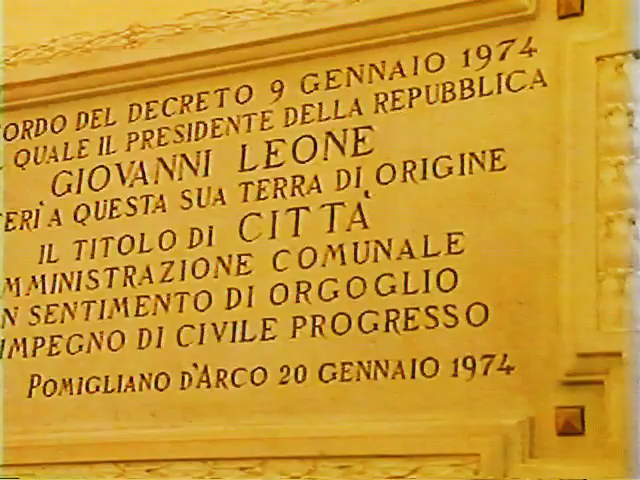 ORDO DEL DECRETO 9 GENNAIO 1974
QUALE IL PRESIDENTE DELLA REPUBBLICA
GIOVANNI LEONE
ERÌ A QUESTA SUA TERRA DI ORIGINE
IL TITOLO DI CITTÀ
MMINISTRAZIONE COMUNALE
N SENTIMENTO DI ORGOGLIO
IMPEGNO DI CIVILE PROGRESSO
POMIGLIANO D'ARCO 20 GENNAIO 1974